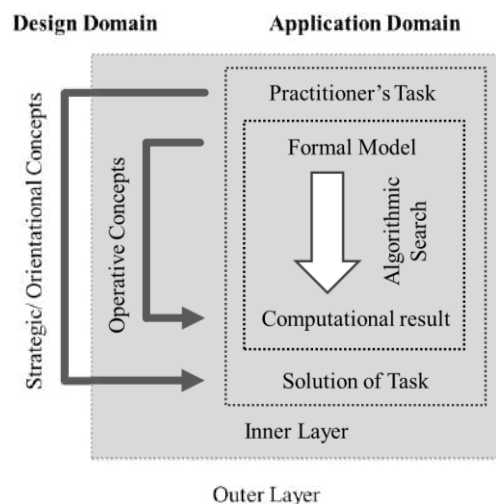 Design Domain
Application Domain
Practitioner's Task
Formal Model
Algorithmic
Search
Computational result
Solution of Task
Strategic/ Orientational Concepts
Operative Concepts
Inner Layer
Outer Layer